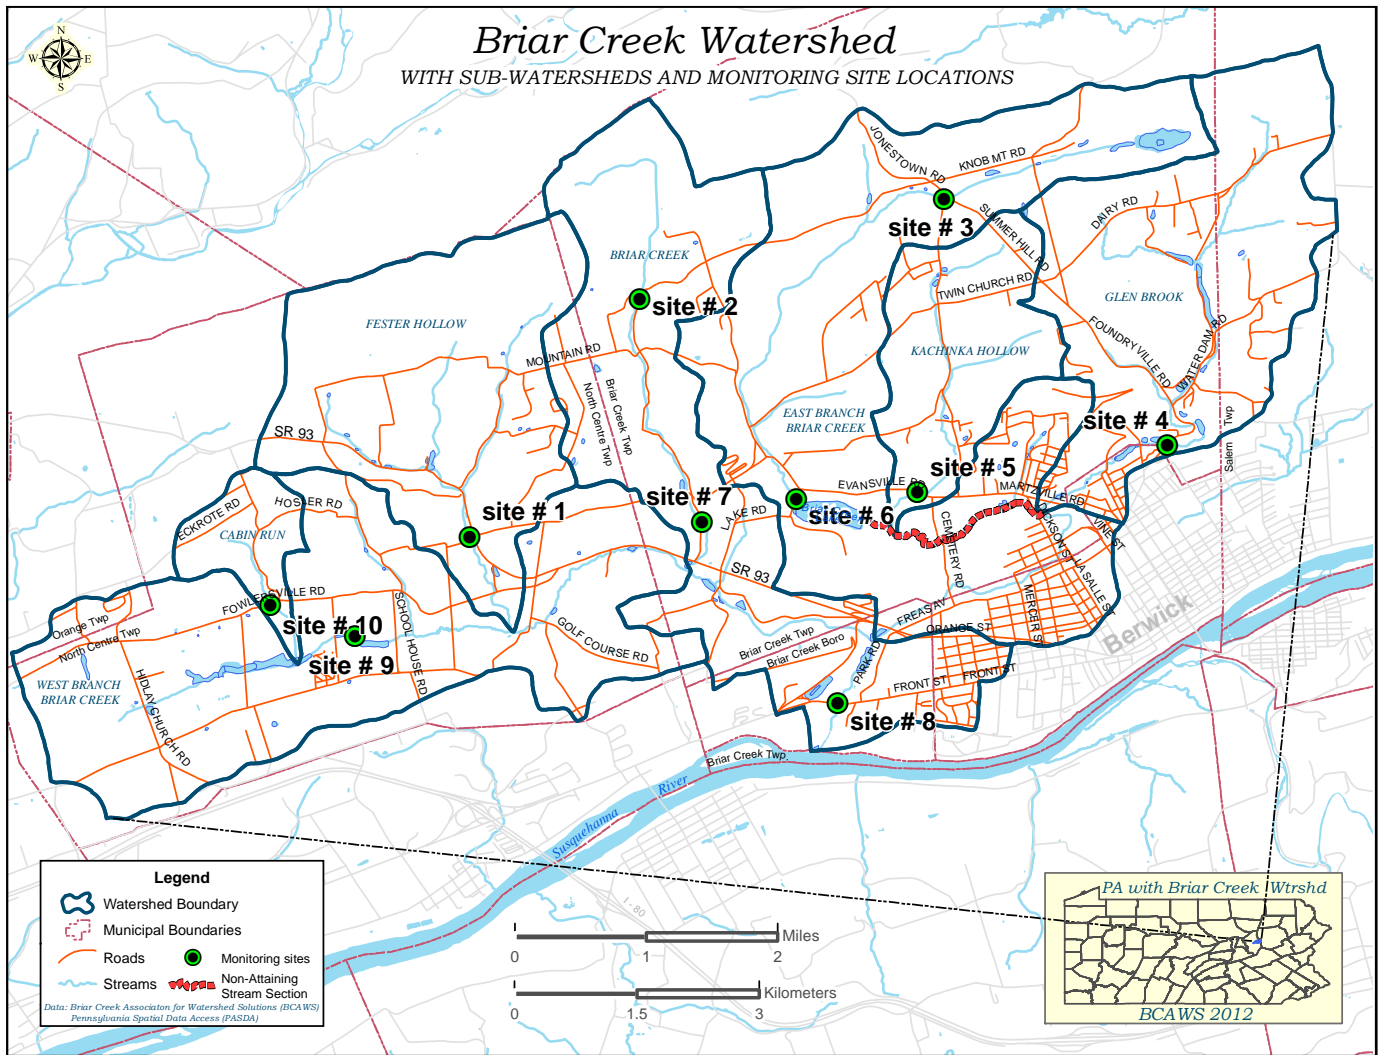 Briar Creek Watershed
WITH SUB-WATERSHEDS AND MONITORING SITE LOCATIONS
N
W
E
S
JONESTOWN RD
KNOB MT RD
site # 3
SUMMER HILL RD
DAIRY RD
BRIAR CREEK
TWIN CHURCH RD
GLEN BROOK
site # 2
FESTER HOLLOW
FOUNDRYVILLE RD
WATER DAM RD
MOUNTAIN RD
KACHINKA HOLLOW
Briar Creek Twp
North Centre Twp
EAST BRANCH
BRIAR CREEK
site # 4
Salem Twp
SR 93
site # 5
EVANSVILLE RD
MARTZVILLE RD
site # 7
site # 6
LAKE RD
HOSLER RD
ECKROTE RD
site # 1
CABIN RUN
DICKSON ST
VINE ST
CEMETERY RD
LA SALLE ST
SR 93
FOWLERSVILLE RD
SCHOOL HOUSE RD
MERCER ST
FREAS AV
Berwick
site # 10
Orange Twp
North Centre Twp
ORANGE ST
GOLF COURSE RD
Briar Creek Twp
Briar Creek Boro
site # 9
PARK RD
FRONT ST
FRONT ST
HIDLAY CHURCH RD
WEST BRANCH
BRIAR CREEK
site # 8
Briar Creek Twp.
Susquehanna River
I - 80
Legend
Watershed Boundary
Municipal Boundaries
Roads
Monitoring sites
Streams
Non-Attaining
Stream Section
Data: Briar Creek Associaton for Watershed Solutions (BCAWS)
Pennsylvania Spatial Data Access (PASDA)
Miles
0 1 2
Kilometers
0 1.5 3
PA with Briar Creek Wtrshd
BCAWS 2012